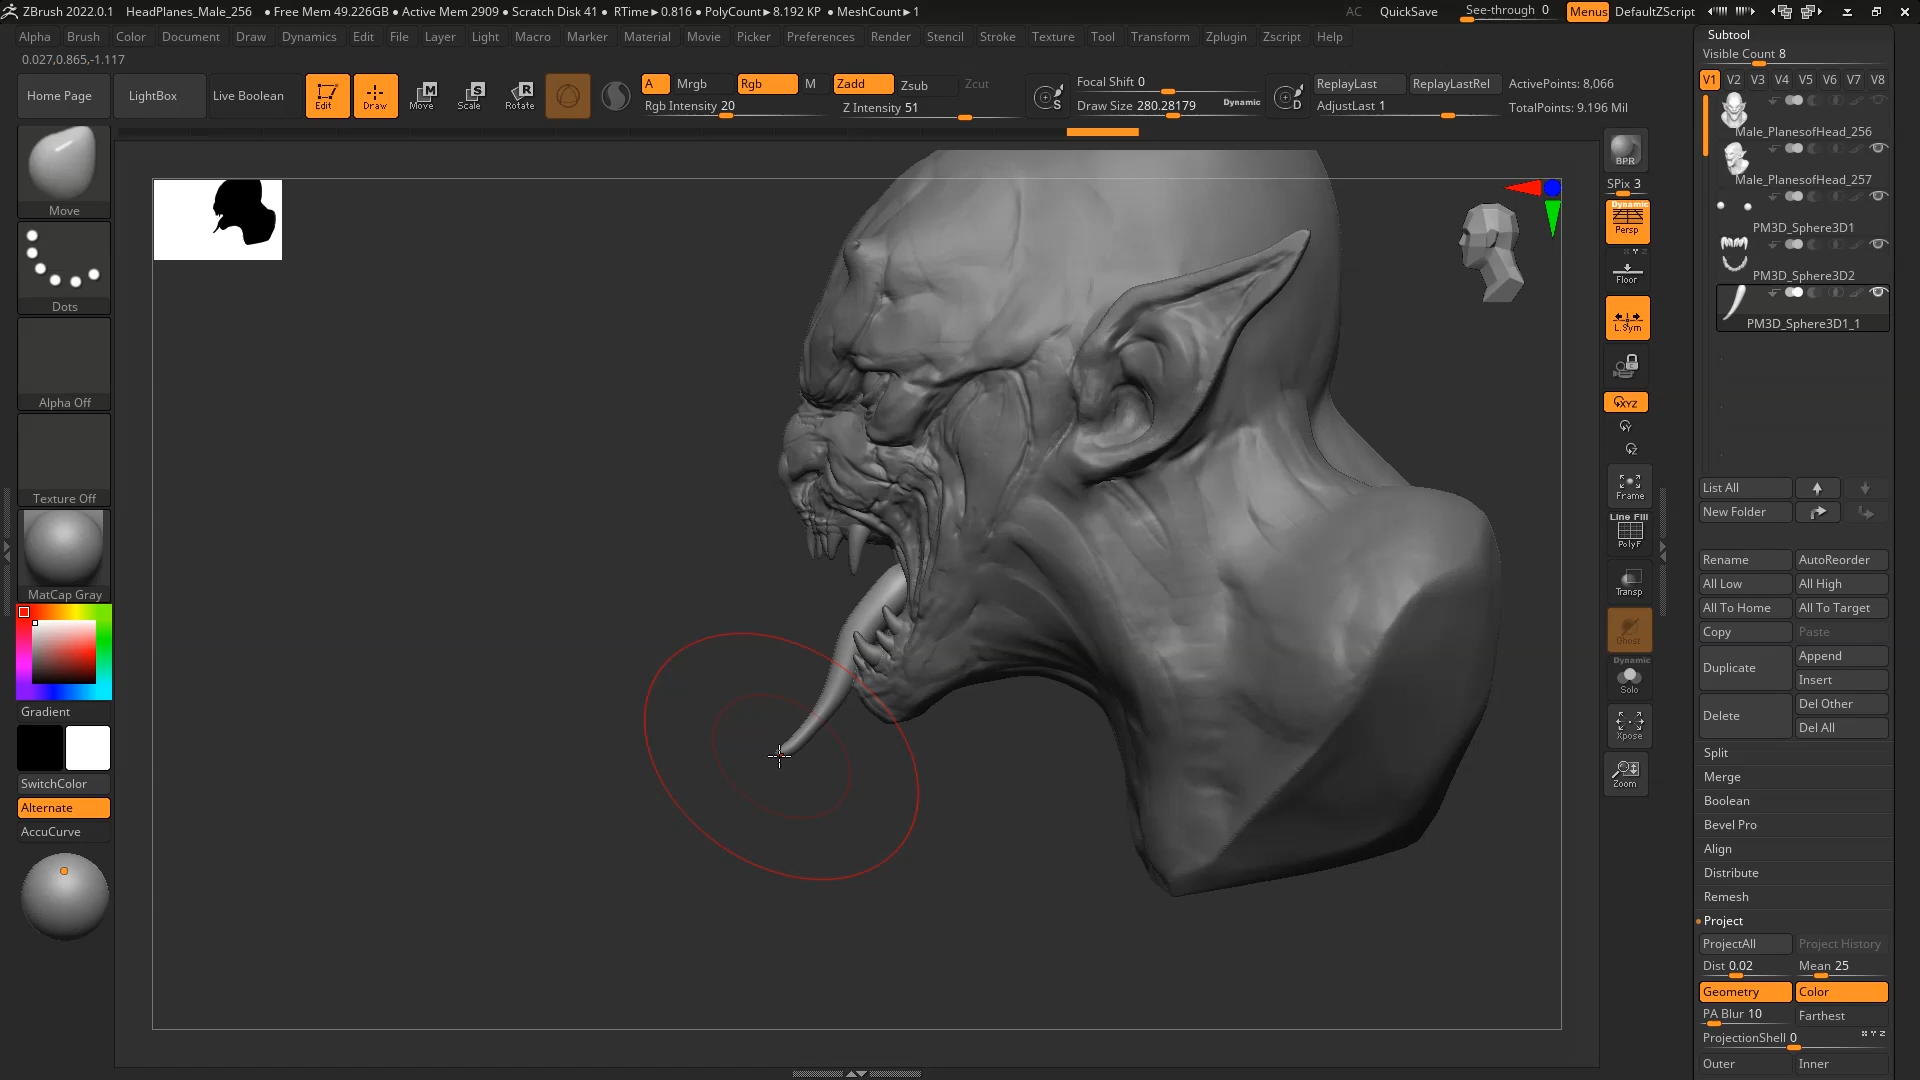 ZBrush 2022.0.1 HeadPlanes_Male_256 ● Free Mem 49.226GB ● Active Mem 2909 ● Scratch Disk 41 ● RTime►0.816 ● PolyCount►8.192 KP ● MeshCount►1 AC QuickSave See-through 0 Menus DefaultZScript
Alpha Brush Color Document Draw Dynamics Edit File Layer Light Macro Marker Material Movie Picker Preferences Render Stencil Stroke Texture Tool Transform Zplugin Zscript Help
0.027,0.865,-1.117
Home Page LightBox Live Boolean Edit Draw Move Scale Rotate
A Mrgb Rgb M Zadd Zsub Zcut
Rgb Intensity 20 Z Intensity 51
Focal Shift 0
Draw Size 280.28179 Dynamic
ReplayLast ReplayLastRel ActivePoints: 8,066
AdjustLast 1 TotalPoints: 9.196 Mil
Move
Dots
Alpha Off
Texture Off
MatCap Gray
Gradient
SwitchColor
Alternate
AccuCurve
BPR
SPix 3
Dynamic
Persp
Floor
L.Sym
XYZ
Frame
Line Fill
PolyF
Transp
Ghost
Dynamic
Solo
Xpose
Zoom
Subtool
Visible Count 8
V1 V2 V3 V4 V5 V6 V7 V8
Male_PlanesofHead_256
Male_PlanesofHead_257
PM3D_Sphere3D1
PM3D_Sphere3D2
PM3D_Sphere3D1_1
List All
New Folder
Rename AutoReorder
All Low All High
All To Home All To Target
Copy Paste
Duplicate Append
Insert
Delete Del Other
Del All
Split
Merge
Boolean
Bevel Pro
Align
Distribute
Remesh
Project
ProjectAll Project History
Dist 0.02 Mean 25
Geometry Color
PA Blur 10 Farthest
ProjectionShell 0 X Y Z
Outer Inner